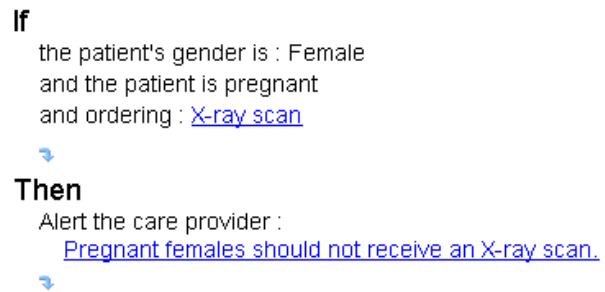 If
the patient's gender is : Female
and the patient is pregnant
and ordering : X-ray scan
Then
Alert the care provider :
Pregnant females should not receive an X-ray scan.